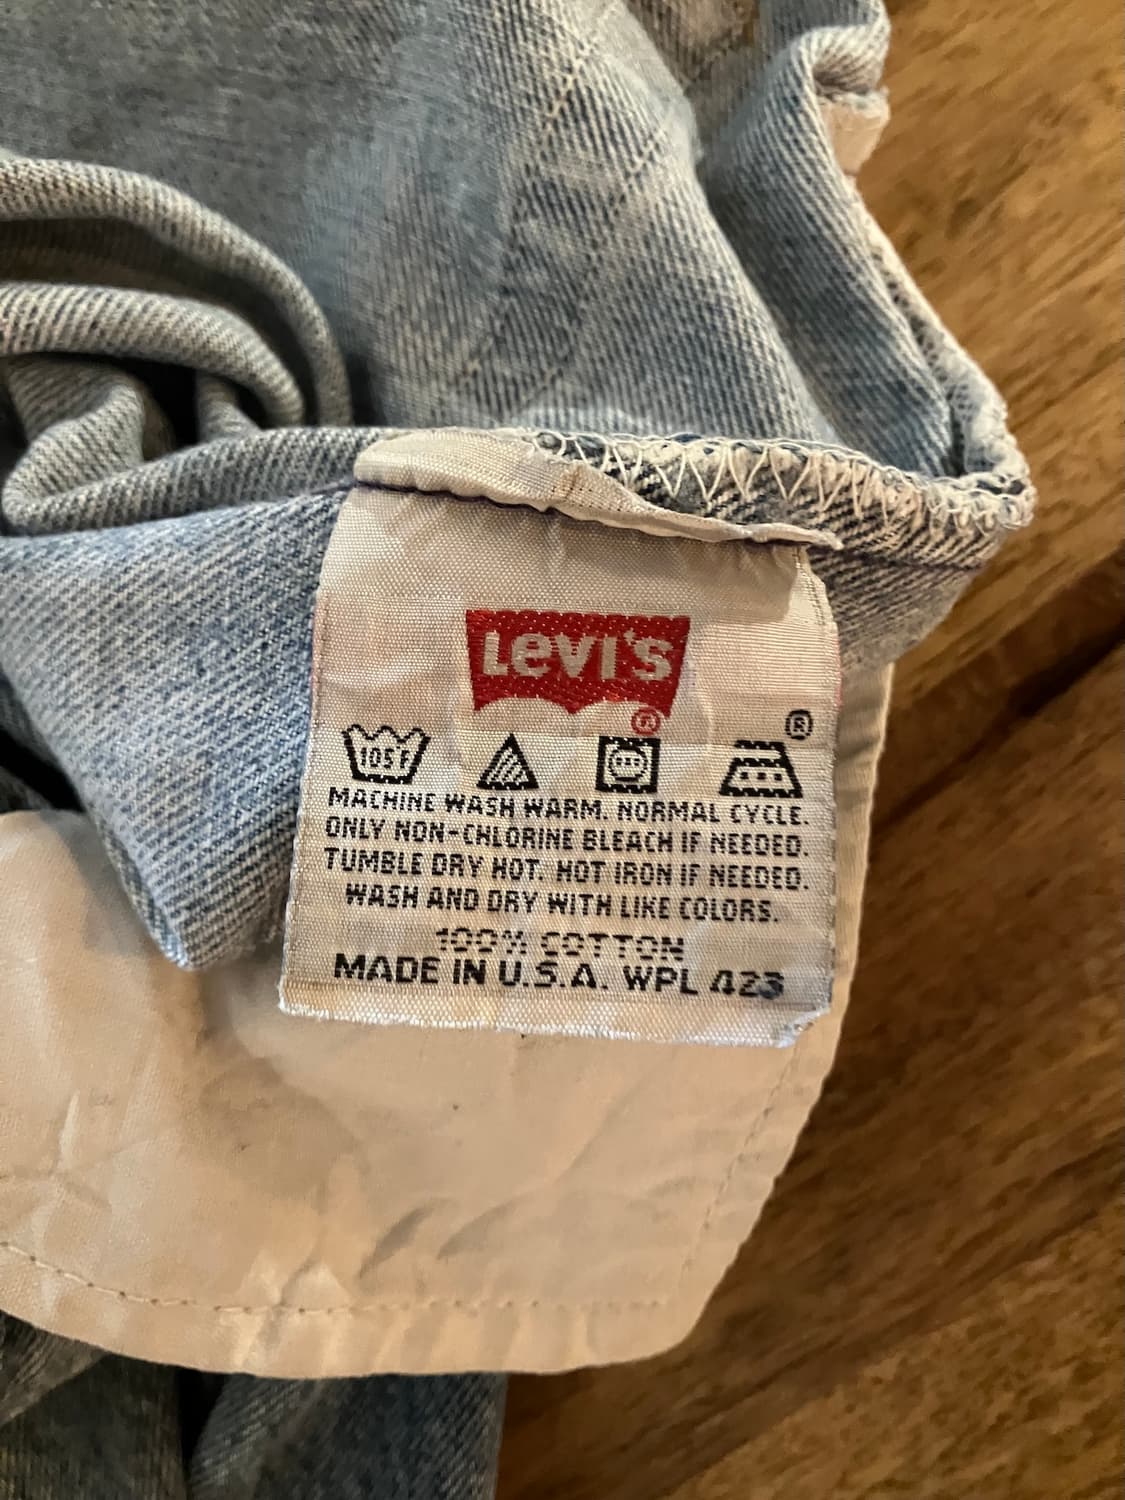 Levi's
®
®
105°F
MACHINE WASH WARM. NORMAL CYCLE.
ONLY NON-CHLORINE BLEACH IF NEEDED.
TUMBLE DRY HOT. HOT IRON IF NEEDED.
WASH AND DRY WITH LIKE COLORS.
100% COTTON
MADE IN U.S.A. WPL 423